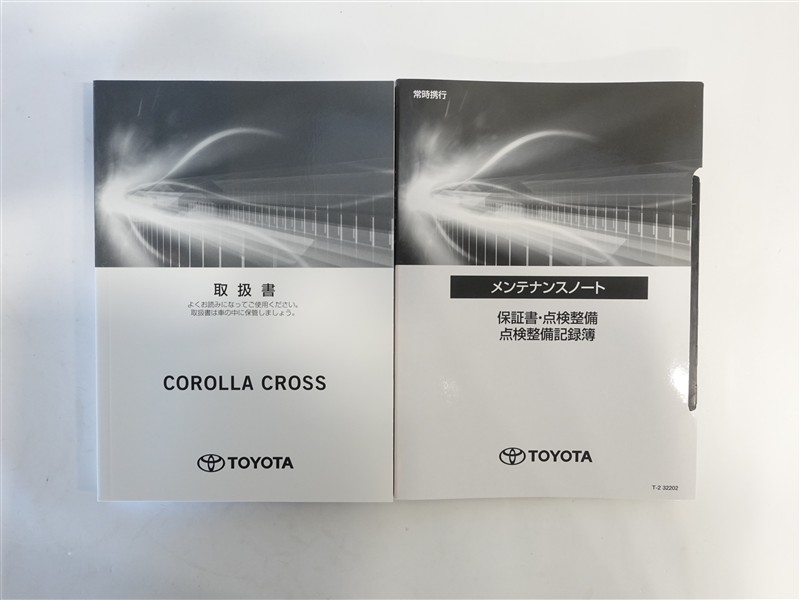 取扱書
よくお読みになってご使用ください。
取扱書は車の中に保管しましょう。
COROLLA CROSS
TOYOTA
常時携行
メンテナンスノート
保証書・点検整備
点検整備記録簿
TOYOTA
T-2 32202